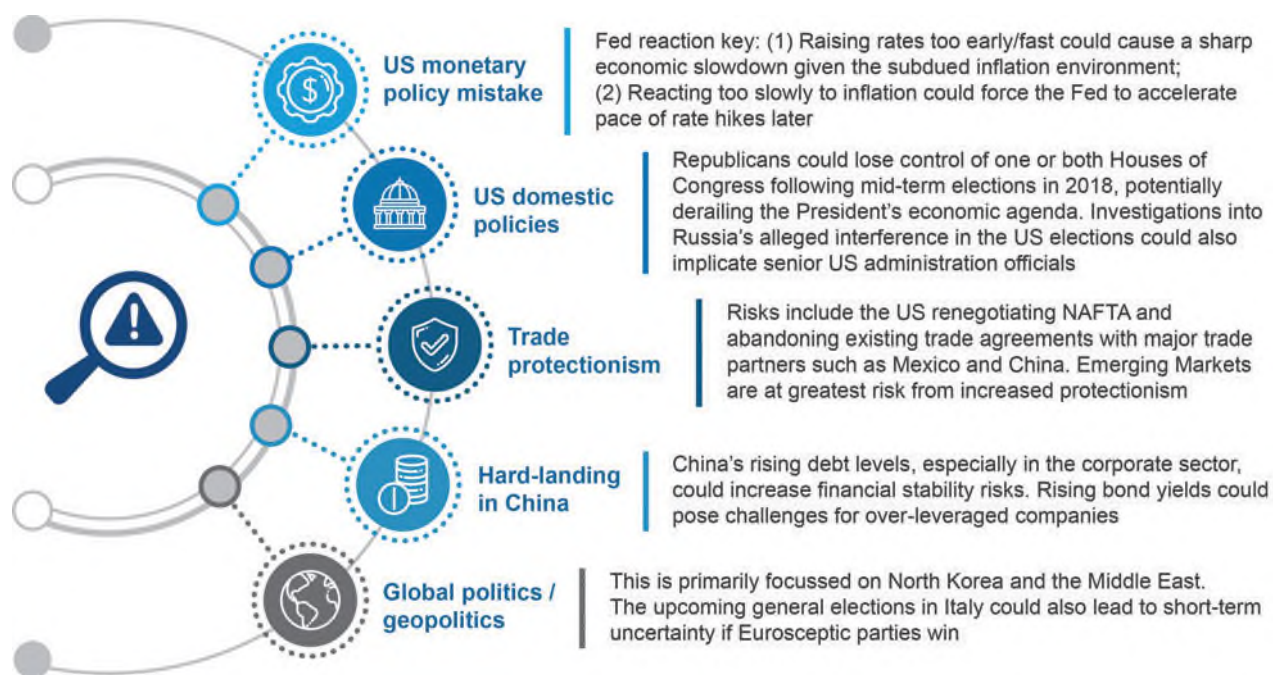 US monetary
policy mistake
Fed reaction key: (1) Raising rates too early/fast could cause a sharp
economic slowdown given the subdued inflation environment;
(2) Reacting too slowly to inflation could force the Fed to accelerate
pace of rate hikes later
US domestic
policies
Republicans could lose control of one or both Houses of
Congress following mid-term elections in 2018, potentially
derailing the President’s economic agenda. Investigations into
Russia’s alleged interference in the US elections could also
implicate senior US administration officials
Trade
protectionism
Risks include the US renegotiating NAFTA and
abandoning existing trade agreements with major trade
partners such as Mexico and China. Emerging Markets
are at greatest risk from increased protectionism
Hard-landing
in China
China’s rising debt levels, especially in the corporate sector,
could increase financial stability risks. Rising bond yields could
pose challenges for over-leveraged companies
Global politics /
geopolitics
This is primarily focussed on North Korea and the Middle East.
The upcoming general elections in Italy could also lead to short-term
uncertainty if Eurosceptic parties win